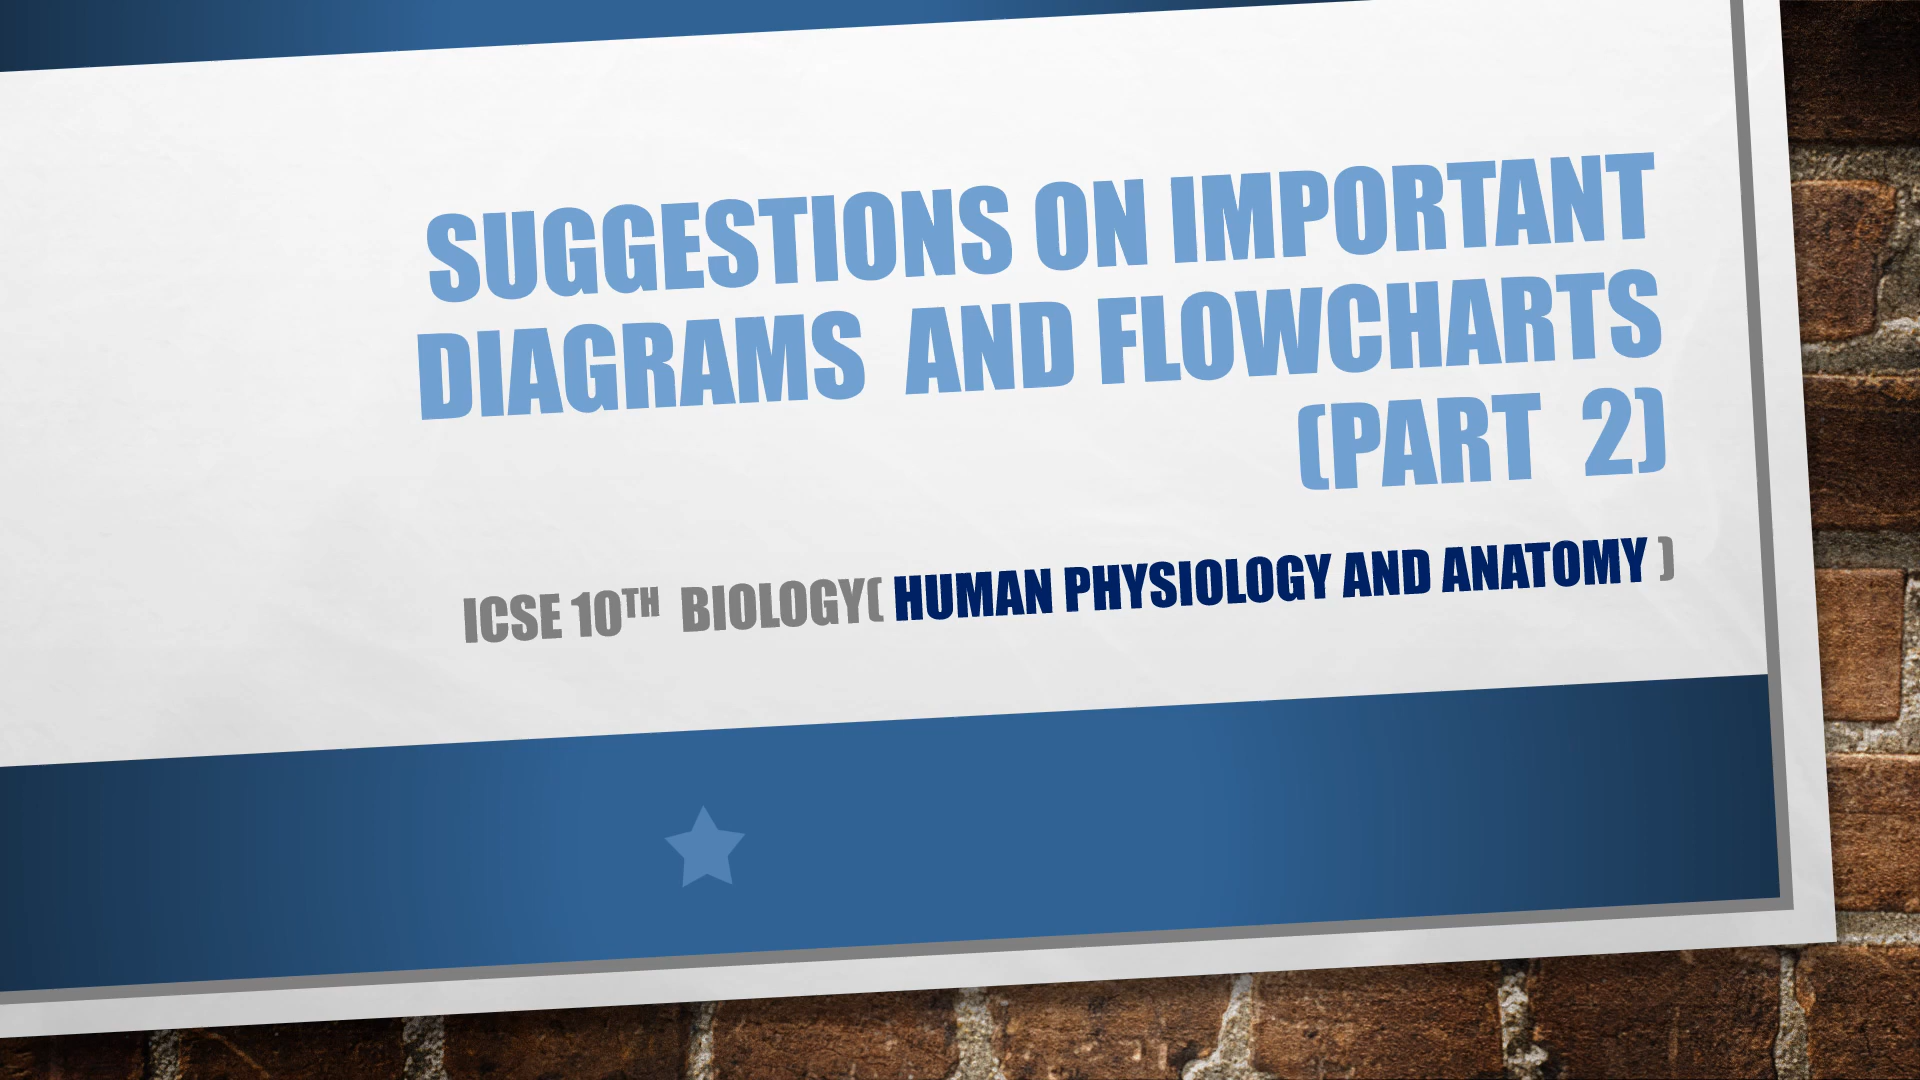 SUGGESTIONS ON IMPORTANT
DIAGRAMS AND FLOWCHARTS
(PART 2)
ICSE 10TH BIOLOGY( HUMAN PHYSIOLOGY AND ANATOMY )